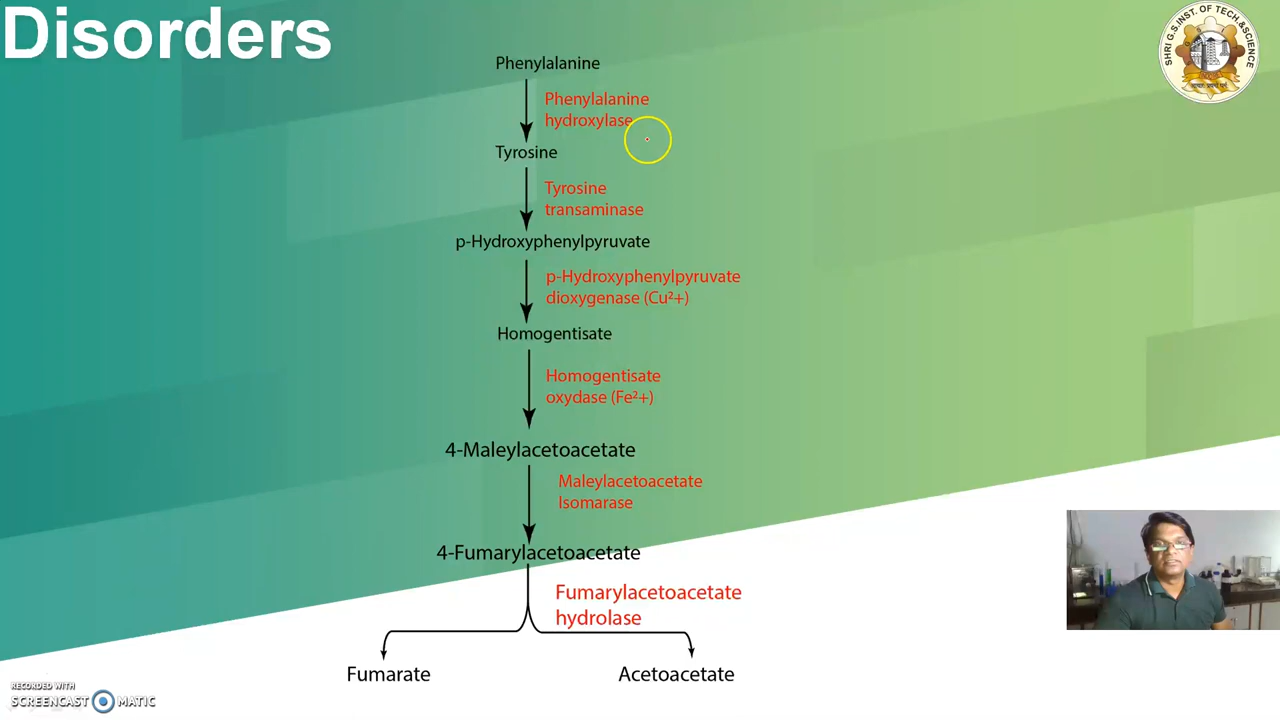 Disorders
SHRI G.S.INST. OF TECH.&SCIENCE
Phenylalanine
Phenylalanine
hydroxylase
Tyrosine
Tyrosine
transaminase
p-Hydroxyphenylpyruvate
p-Hydroxyphenylpyruvate
dioxygenase (Cu²+)
Homogentisate
Homogentisate
oxydase (Fe²+)
4-Maleylacetoacetate
Maleylacetoacetate
Isomarase
4-Fumarylacetoacetate
Fumarylacetoacetate
hydrolase
Fumarate
Acetoacetate
RECORDED WITH
SCREENCAST MATIC